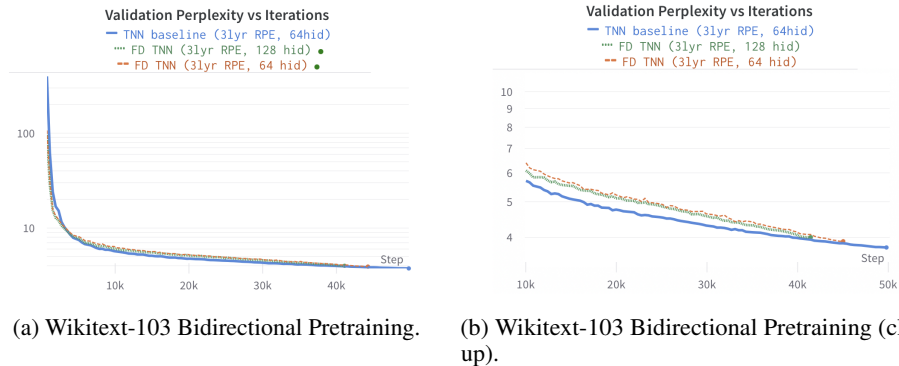 Validation Perplexity vs Iterations
TNN baseline (3lyr RPE, 64hid)
FD TNN (3lyr RPE, 128 hid)
FD TNN (3lyr RPE, 64 hid)
100
10
Step
10k 20k 30k 40k
(a) Wikitext-103 Bidirectional Pretraining.
Validation Perplexity vs Iterations
TNN baseline (3lyr RPE, 64hid)
FD TNN (3lyr RPE, 128 hid)
FD TNN (3lyr RPE, 64 hid)
10
9
8
7
6
5
4
Step
10k 20k 30k 40k 50k
(b) Wikitext-103 Bidirectional Pretraining (cl
up).